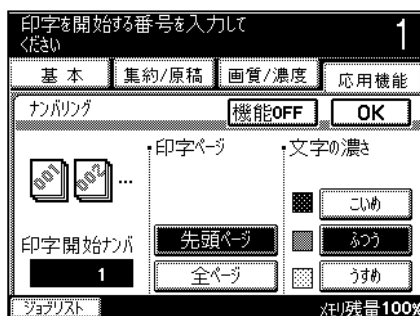 印字を開始する番号を入力して
ください
1
基本
集約/原稿
画質/濃度
応用機能
ナンバリング
機能OFF
OK
印字ページ
文字の濃さ
001
002
...
こいめ
印字開始ナンバ
先頭ページ
ふつう
1
全ページ
うすめ
ジョブリスト
メモリ残量100%